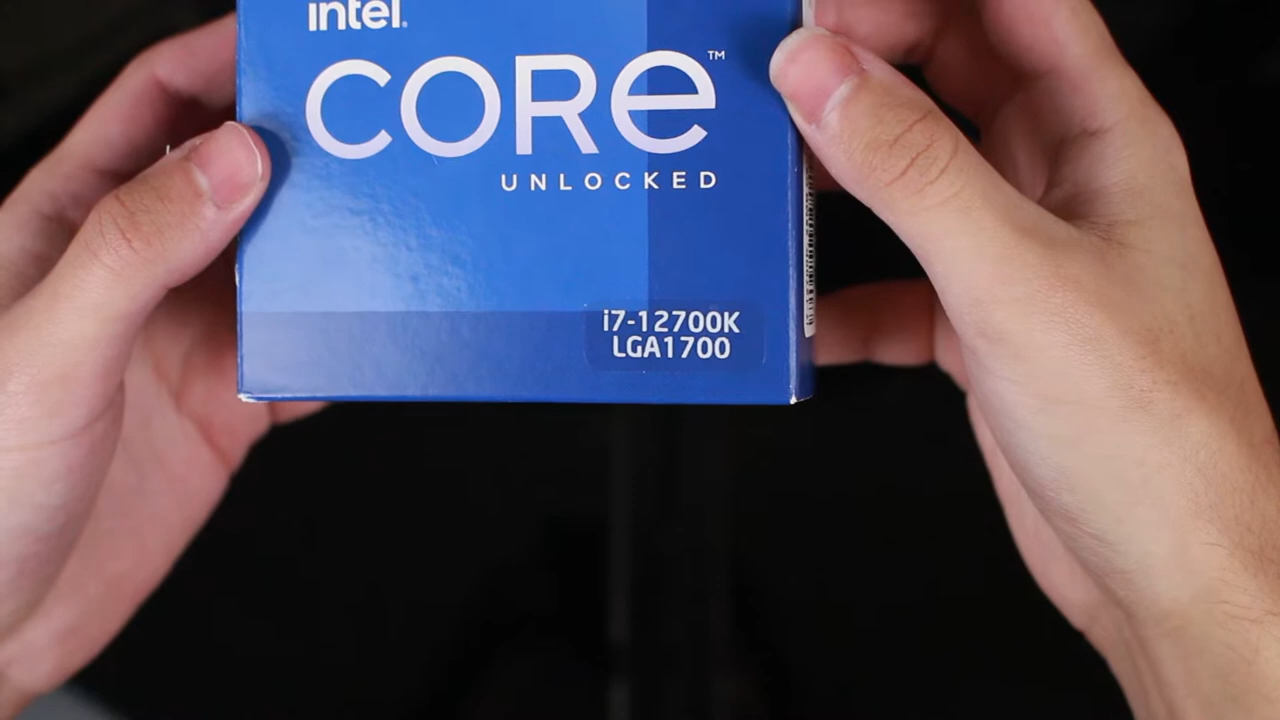 intel.
CORE™
UNLOCKED
i7-12700K
LGA1700